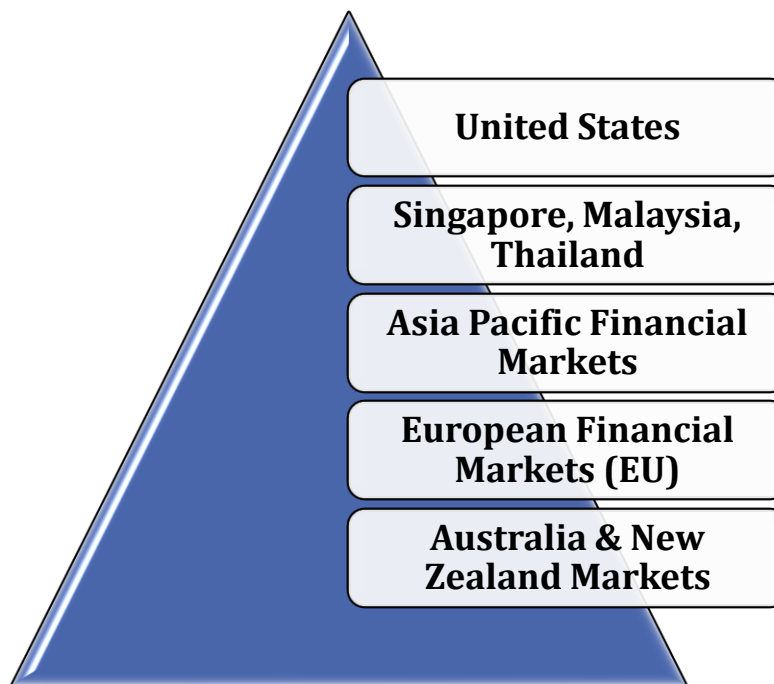 United States
Singapore, Malaysia,
Thailand
Asia Pacific Financial
Markets
European Financial
Markets (EU)
Australia & New
Zealand Markets